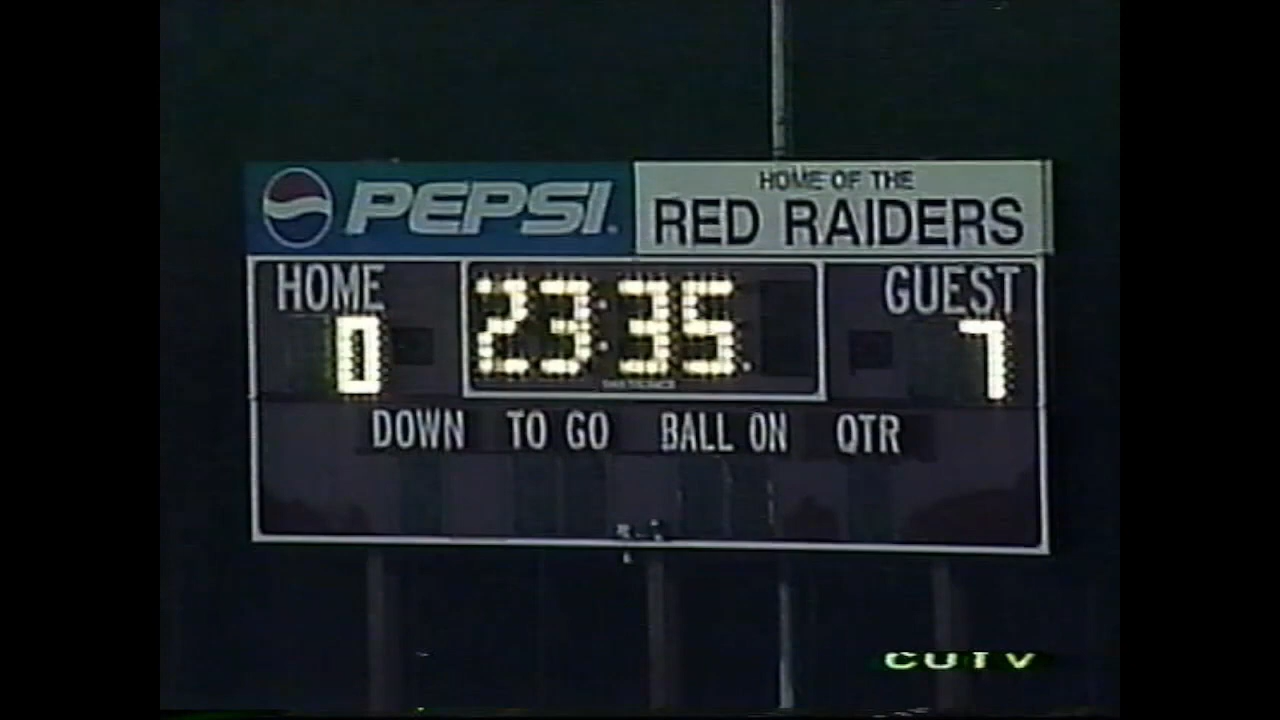 PEPSI
HOME OF THE
RED RAIDERS
HOME
23:35
GUEST
0
7
DOWN TO GO BALL ON QTR
CUTV